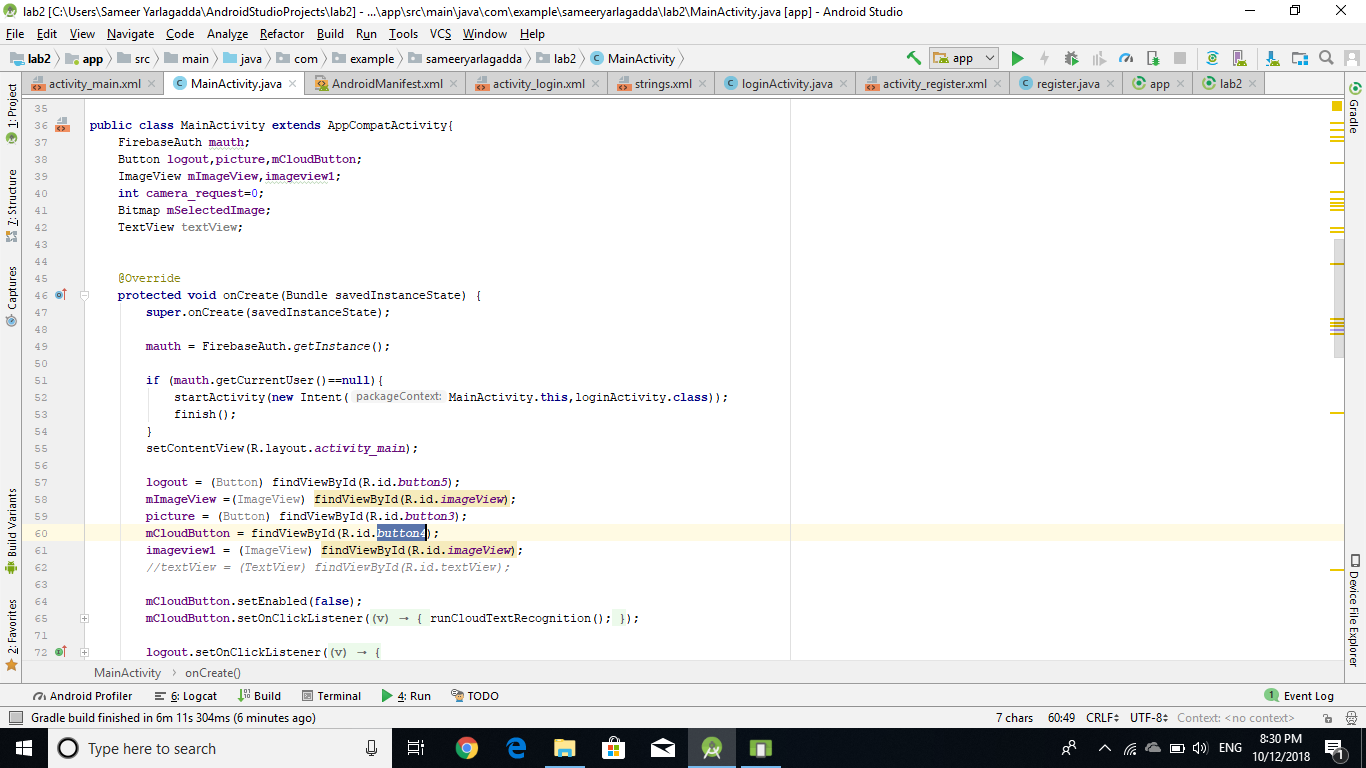 lab2 [C:\Users\Sameer Yarlagadda\AndroidStudioProjects\lab2] - ...\app\src\main\java\com\example\sameeryarlagadda\lab2\MainActivity.java [app] - Android Studio
File Edit View Navigate Code Analyze Refactor Build Run Tools VCS Window Help
lab2 app src main java com example sameeryarlagadda lab2 MainActivity app
activity_main.xml MainActivity.java AndroidManifest.xml activity_login.xml strings.xml loginActivity.java activity_register.xml register.java app lab2
1: Project
7: Structure
Captures
Build Variants
2: Favorites
35
36 public class MainActivity extends AppCompatActivity{
37 FirebaseAuth mauth;
38 Button logout,picture,mCloudButton;
39 ImageView mImageView,imageview1;
40 int camera_request=0;
41 Bitmap mSelectedImage;
42 TextView textView;
43
44
45 @Override
46 protected void onCreate(Bundle savedInstanceState) {
47 super.onCreate(savedInstanceState);
48
49 mauth = FirebaseAuth.getInstance();
50
51 if (mauth.getCurrentUser()==null){
52 startActivity(new Intent( packageContext: MainActivity.this,loginActivity.class));
53 finish();
54 }
55 setContentView(R.layout.activity_main);
56
57 logout = (Button) findViewById(R.id.button5);
58 mImageView =(ImageView) findViewById(R.id.imageView);
59 picture = (Button) findViewById(R.id.button3);
60 mCloudButton = findViewById(R.id.button4);
61 imageview1 = (ImageView) findViewById(R.id.imageView);
62 //textView = (TextView) findViewById(R.id.textView);
63
64 mCloudButton.setEnabled(false);
65 mCloudButton.setOnClickListener((v) → { runCloudTextRecognition(); });
71
72 logout.setOnClickListener((v) → {
Gradle
Device File Explorer
MainActivity › onCreate()
Android Profiler 6: Logcat Build Terminal 4: Run TODO 1 Event Log
Gradle build finished in 6m 11s 304ms (6 minutes ago) 7 chars 60:49 CRLF UTF-8 Context: <no context>
Type here to search ENG 8:30 PM
10/12/2018 1